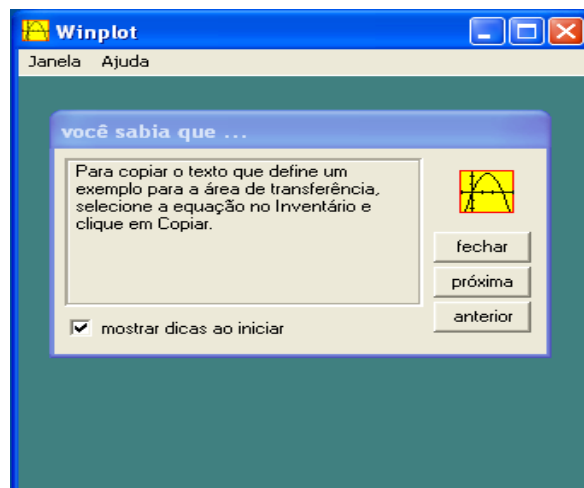 Winplot
Janela Ajuda
você sabia que ...
Para copiar o texto que define um
exemplo para a área de transferência,
selecione a equação no Inventário e
clique em Copiar.
fechar
próxima
anterior
mostrar dicas ao iniciar